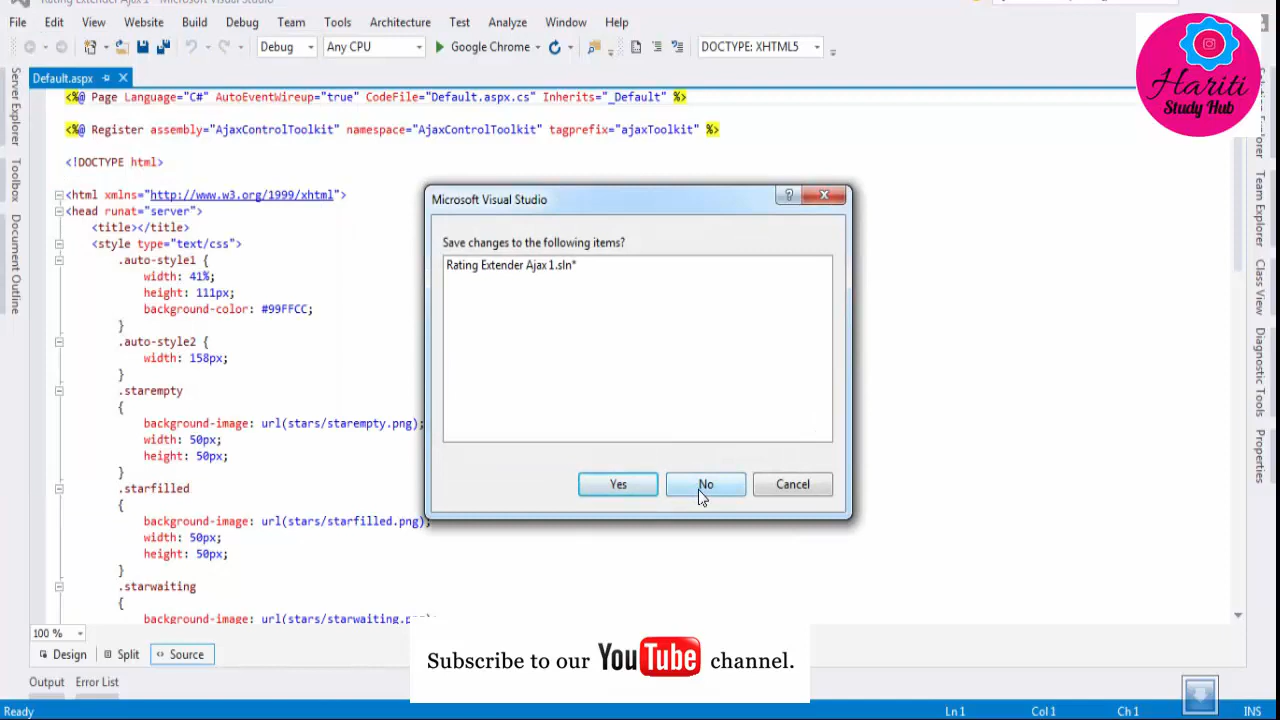 Rating Extender Ajax 1 - Microsoft Visual Studio
File Edit View Website Build Debug Team Tools Architecture Test Analyze Window Help
Debug Any CPU Google Chrome DOCTYPE: XHTML5
Hariti
Study Hub
Default.aspx
Server Explorer
Toolbox
Document Outline
<%@ Page Language="C#" AutoEventWireup="true" CodeFile="Default.aspx.cs" Inherits="_Default" %>
<%@ Register assembly="AjaxControlToolkit" namespace="AjaxControlToolkit" tagprefix="ajaxToolkit" %>
<!DOCTYPE html>
<html xmlns="http://www.w3.org/1999/xhtml">
<head runat="server">
<title></title>
<style type="text/css">
.auto-style1 {
width: 41%;
height: 111px;
background-color: #99FFCC;
}
.auto-style2 {
width: 158px;
}
.starempty
{
background-image: url(stars/starempty.png);
width: 50px;
height: 50px;
}
.starfilled
{
background-image: url(stars/starfilled.png);
width: 50px;
height: 50px;
}
.starwaiting
{
background-image: url(stars/starwaiting.png);
Microsoft Visual Studio
Save changes to the following items?
Rating Extender Ajax 1.sln*
Yes No Cancel
Explorer
Team Explorer
Class View
Diagnostic Tools
Properties
100 %
Design Split Source
Subscribe to our YouTube channel.
Output Error List
Ready Ln 1 Col 1 Ch 1 INS